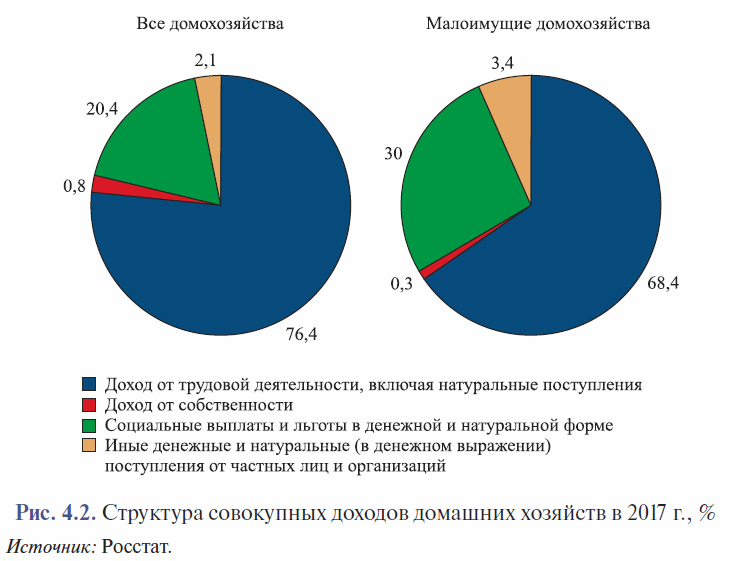 Все домохозяйства
Малоимущие домохозяйства
2,1
20,4
0,8
76,4
3,4
30
0,3
68,4
Доход от трудовой деятельности, включая натуральные поступления
Доход от собственности
Социальные выплаты и льготы в денежной и натуральной форме
Иные денежные и натуральные (в денежном выражении)
поступления от частных лиц и организаций
Рис. 4.2. Структура совокупных доходов домашних хозяйств в 2017 г., %
Источник: Росстат.